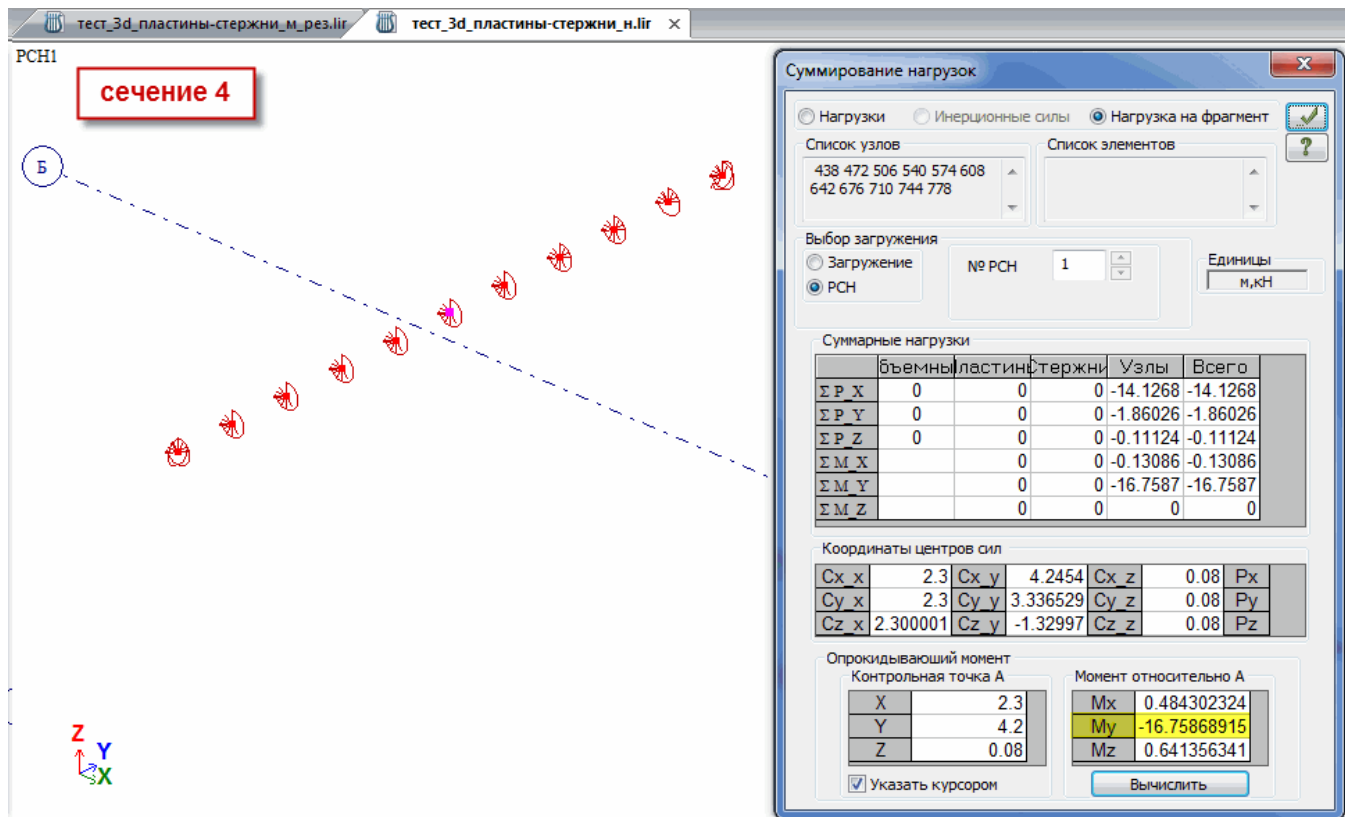 тест_3d_пластины-стержни_м_рез.lir тест_3d_пластины-стержни_н.lir
РСН1
сечение 4
Б
Z
Y
X
Суммирование нагрузок
Нагрузки Инерционные силы Нагрузка на фрагмент
Список узлов Список элементов
438 472 506 540 574 608
642 676 710 744 778
Выбор загружения
Загружение
РСН
№ РСН 1
Единицы
м,кН
Суммарные нагрузки
бъемны ластин тержни Узлы Всего
Σ P_X 0 0 0 -14.1268 -14.1268
Σ P_Y 0 0 0 -1.86026 -1.86026
Σ P_Z 0 0 0 -0.11124 -0.11124
Σ M_X 0 0 -0.13086 -0.13086
Σ M_Y 0 0 -16.7587 -16.7587
Σ M_Z 0 0 0 0
Координаты центров сил
Cx_x 2.3 Cx_y 4.2454 Cx_z 0.08 Px
Cy_x 2.3 Cy_y 3.336529 Cy_z 0.08 Py
Cz_x 2.300001 Cz_y -1.32997 Cz_z 0.08 Pz
Опрокидывающий момент
Контрольная точка А Момент относительно А
X 2.3 Mx 0.484302324
Y 4.2 My -16.75868915
Z 0.08 Mz 0.641356341
Указать курсором Вычислить